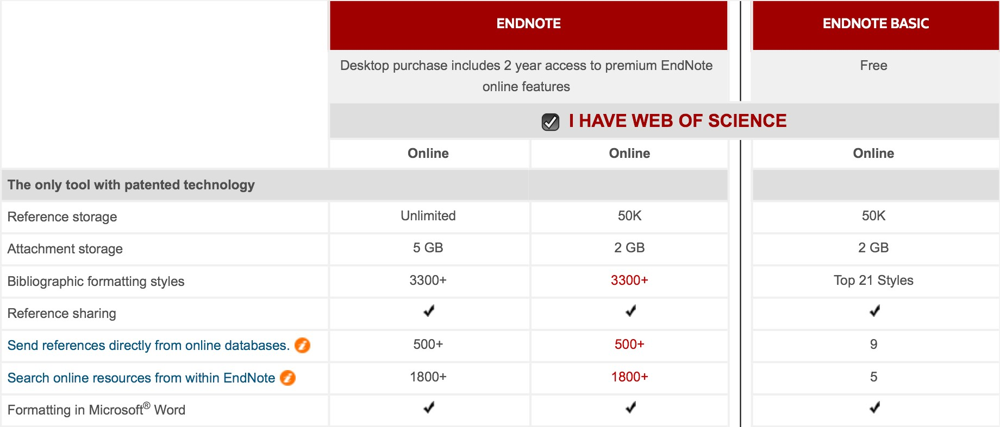 ENDNOTE
ENDNOTE BASIC
Desktop purchase includes 2 year access to premium EndNote
online features
Free
I HAVE WEB OF SCIENCE
Online Online Online
The only tool with patented technology
Reference storage Unlimited 50K 50K
Attachment storage 5 GB 2 GB 2 GB
Bibliographic formatting styles 3300+ 3300+ Top 21 Styles
Reference sharing ✔ ✔ ✔
Send references directly from online databases. i 500+ 500+ 9
Search online resources from within EndNote i 1800+ 1800+ 5
Formatting in Microsoft® Word ✔ ✔ ✔